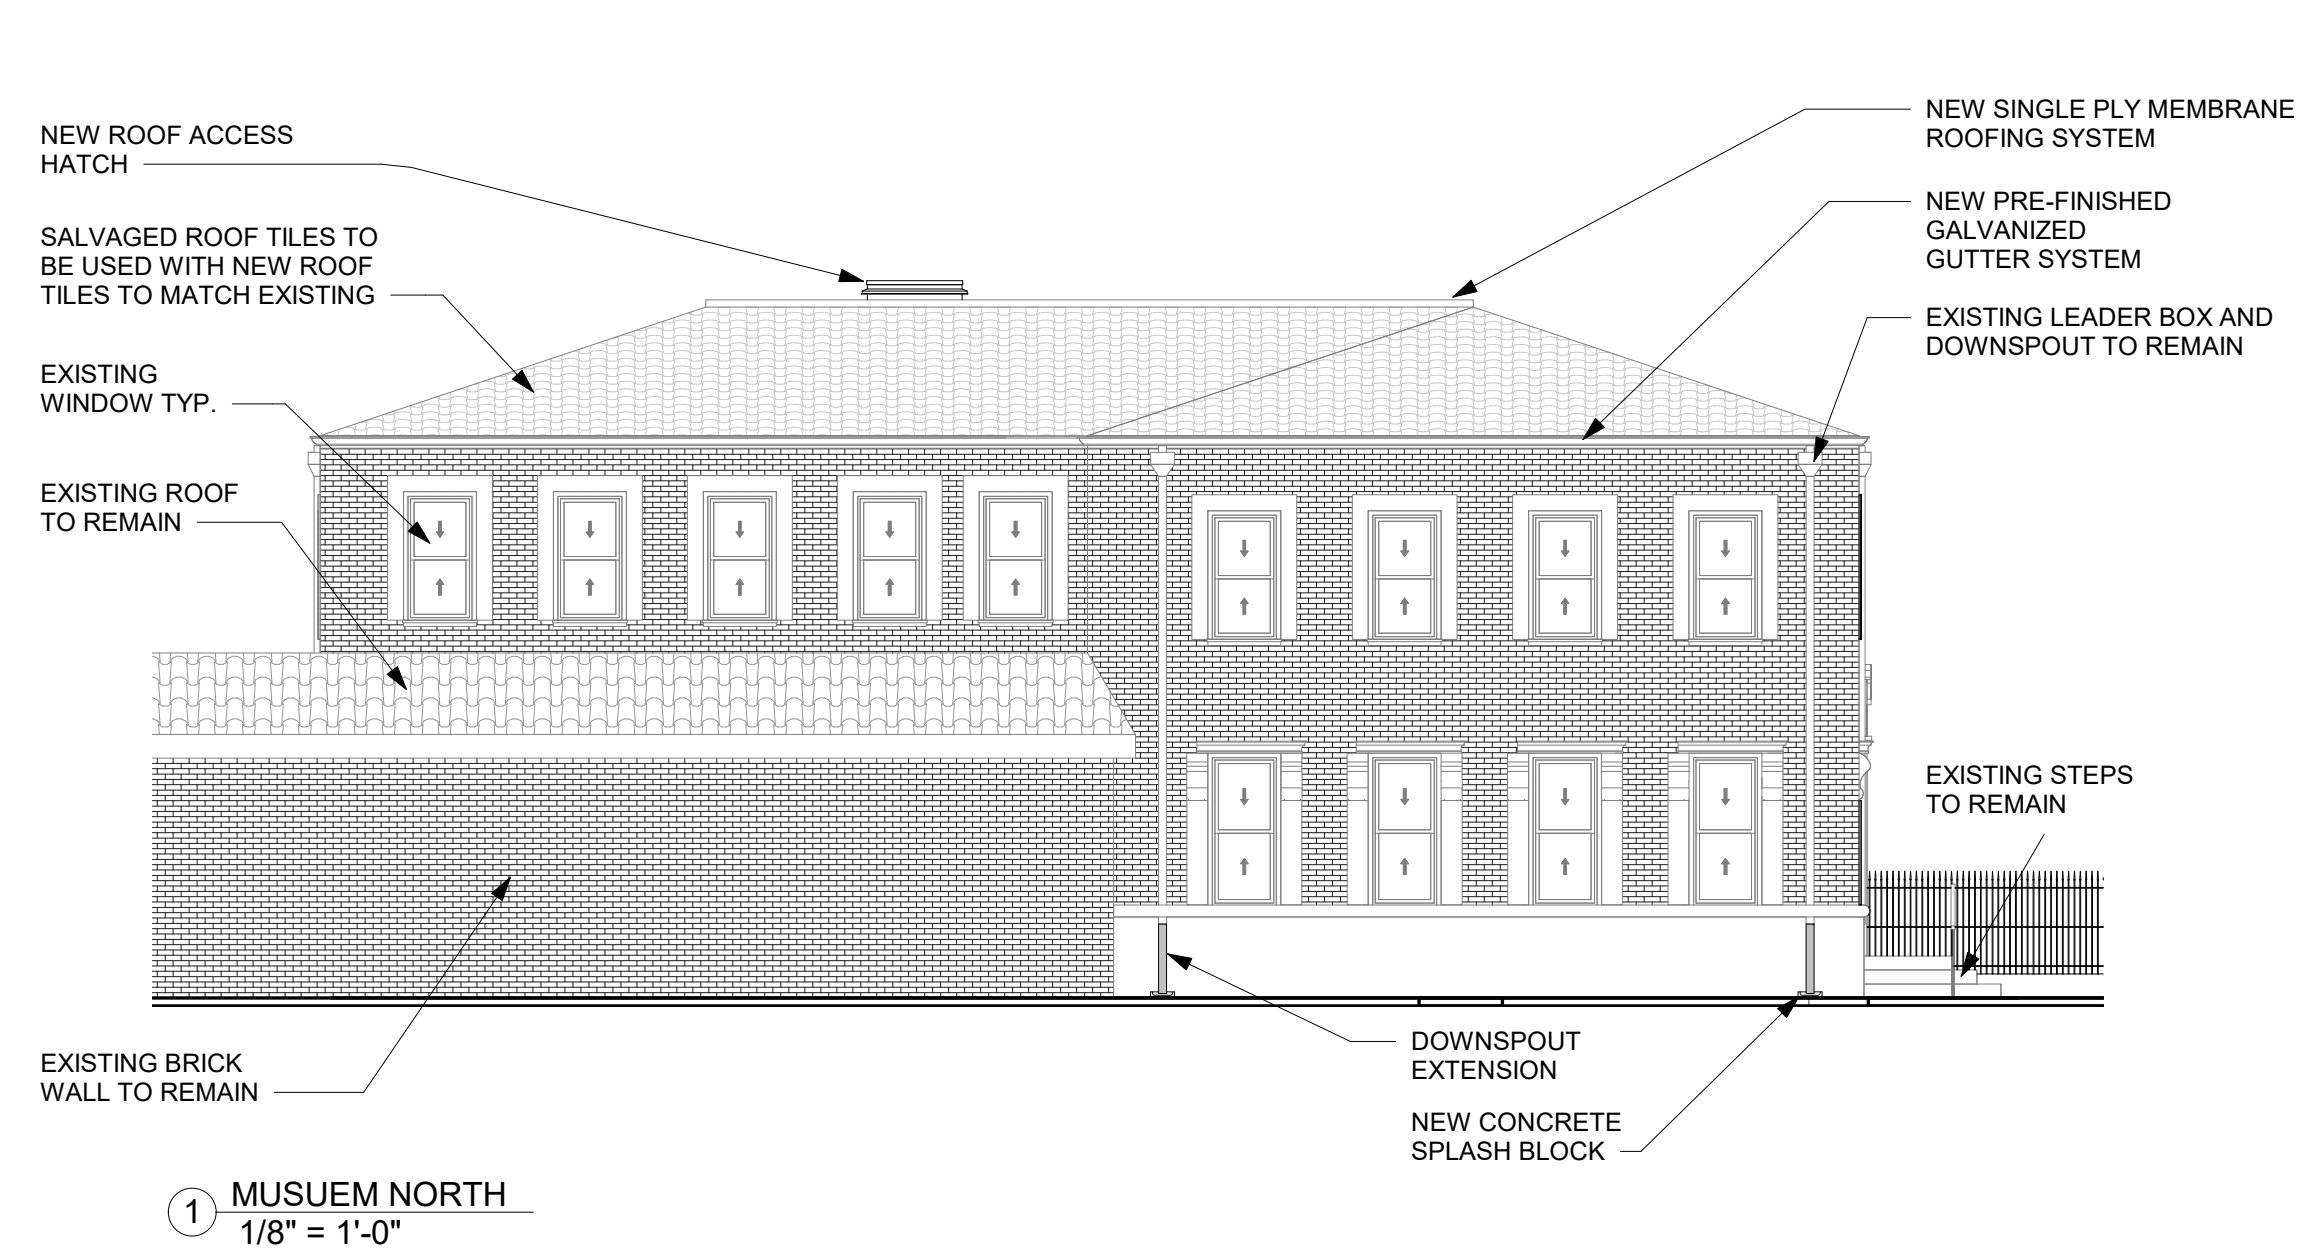 NEW ROOF ACCESS
HATCH
SALVAGED ROOF TILES TO
BE USED WITH NEW ROOF
TILES TO MATCH EXISTING
EXISTING
WINDOW TYP.
EXISTING ROOF
TO REMAIN
EXISTING BRICK
WALL TO REMAIN
NEW SINGLE PLY MEMBRANE
ROOFING SYSTEM
NEW PRE-FINISHED
GALVANIZED
GUTTER SYSTEM
EXISTING LEADER BOX AND
DOWNSPOUT TO REMAIN
EXISTING STEPS
TO REMAIN
DOWNSPOUT
EXTENSION
NEW CONCRETE
SPLASH BLOCK
1 MUSUEM NORTH
1/8" = 1'-0"